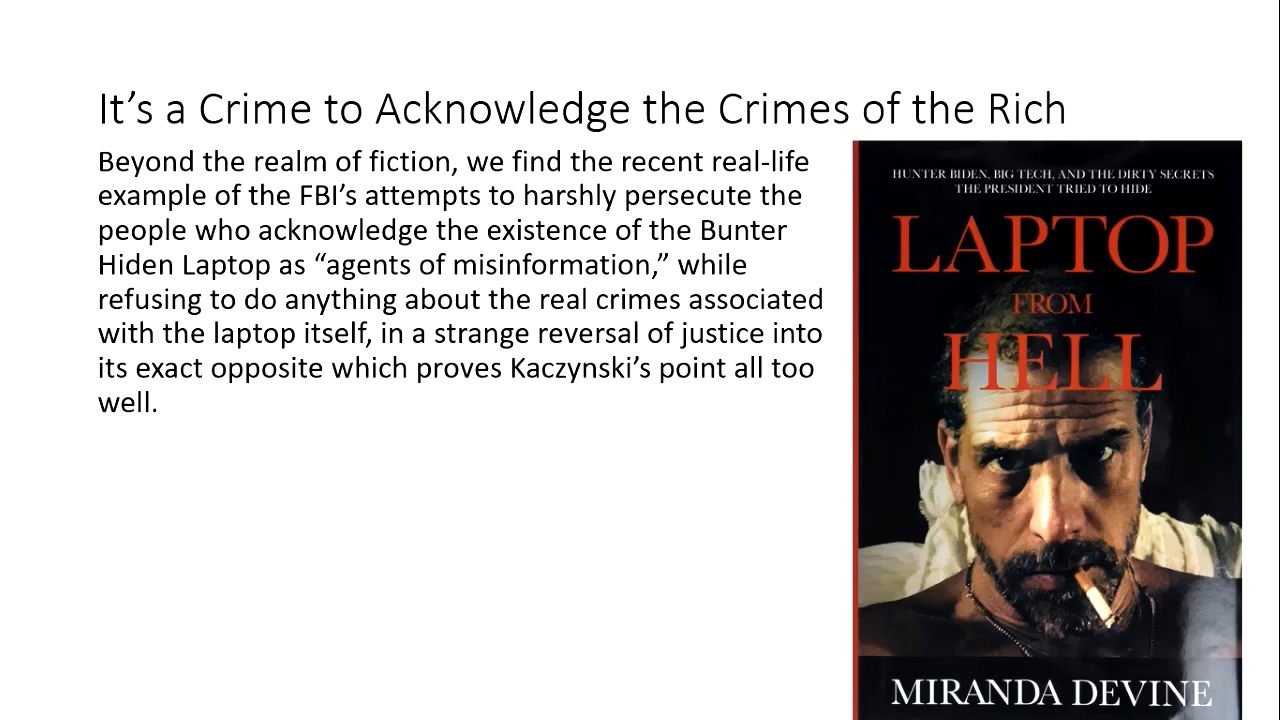 It’s a Crime to Acknowledge the Crimes of the Rich
Beyond the realm of fiction, we find the recent real-life
example of the FBI’s attempts to harshly persecute the
people who acknowledge the existence of the Bunter
Hiden Laptop as “agents of misinformation,” while
refusing to do anything about the real crimes associated
with the laptop itself, in a strange reversal of justice into
its exact opposite which proves Kaczynski’s point all too
well.
HUNTER BIDEN, BIG TECH, AND THE DIRTY SECRETS
THE PRESIDENT TRIED TO HIDE
LAPTOP
FROM
HELL
MIRANDA DEVINE